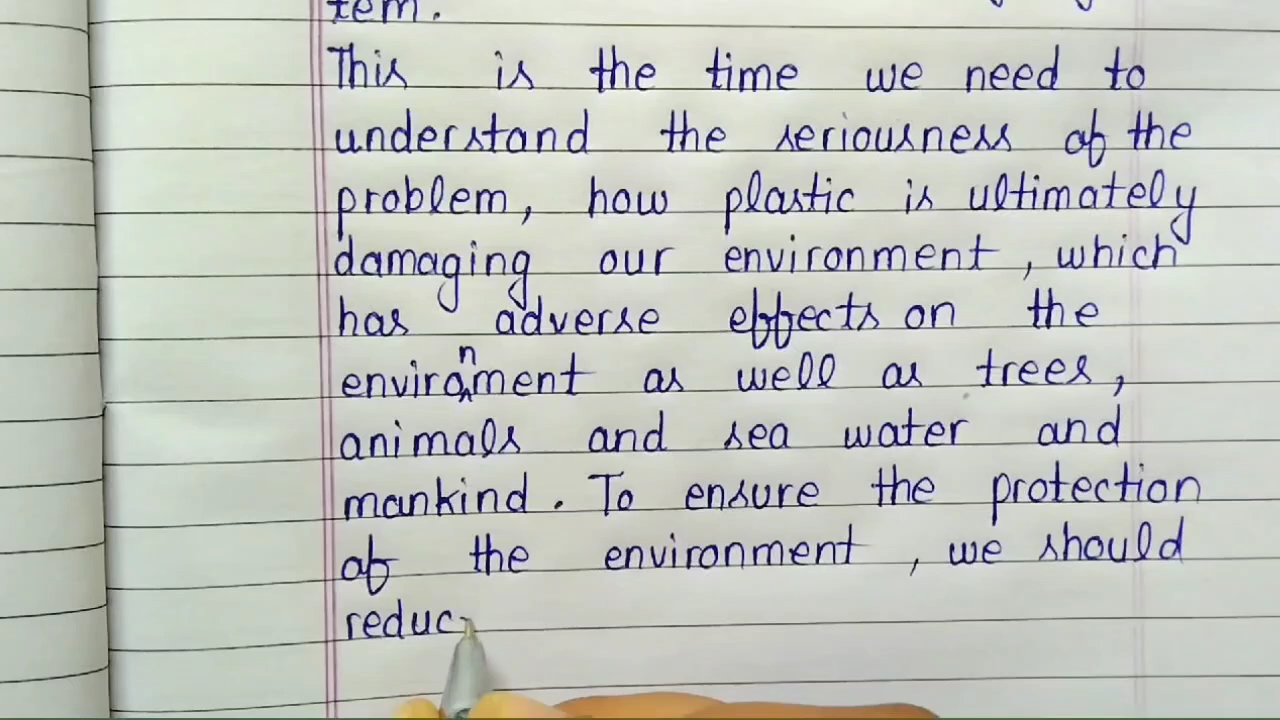 tem.
This is the time we need to
understand the seriousness of the
problem, how plastic is ultimately
damaging our environment, which
has adverse effects on the
environment as well as trees,
animals and sea water and
mankind. To ensure the protection
of the environment, we should
reduc